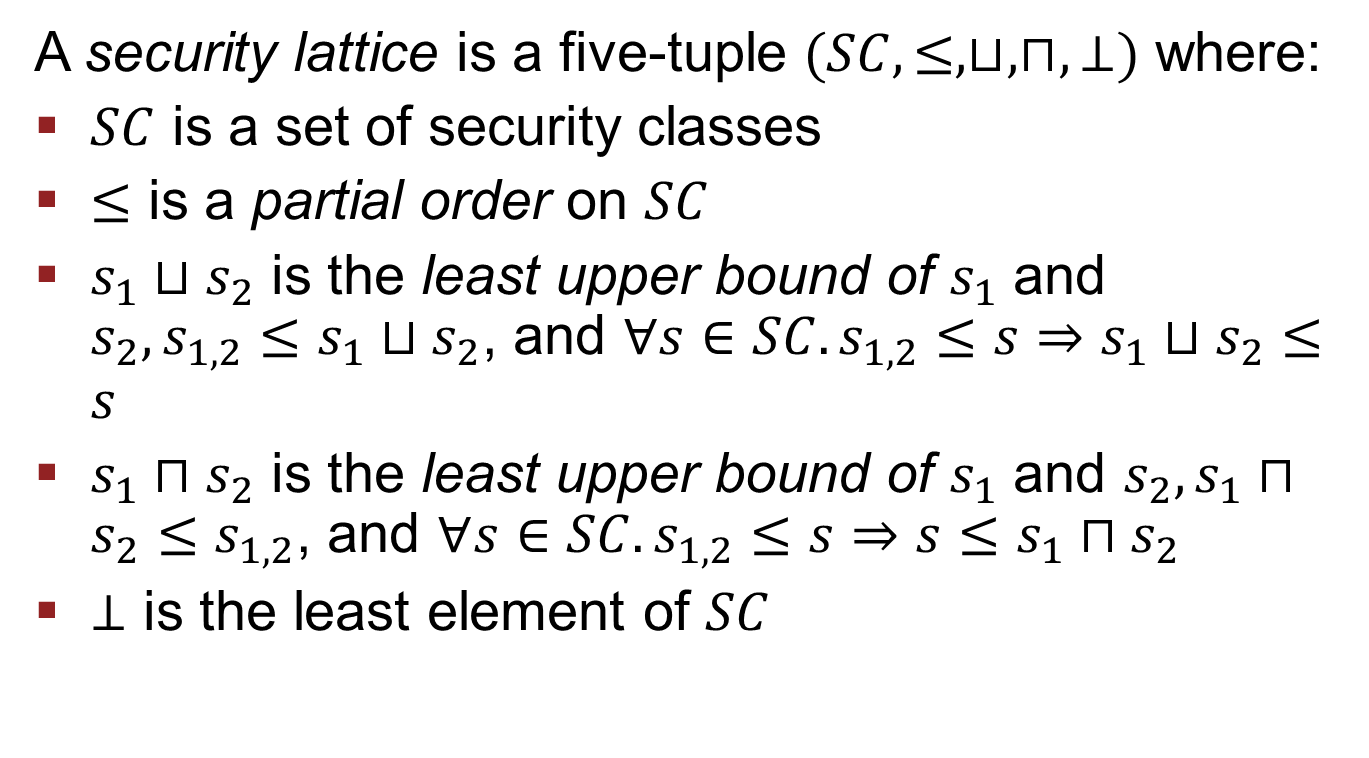 A security lattice is a five-tuple (𝑆𝐶, ≤,⊔,⊓, ⊥) where:
▪ 𝑆𝐶 is a set of security classes
▪ ≤ is a partial order on 𝑆𝐶
▪ 𝑠₁ ⊔ 𝑠₂ is the least upper bound of 𝑠₁ and
𝑠₂, 𝑠₁,₂ ≤ 𝑠₁ ⊔ 𝑠₂, and ∀𝑠 ∈ 𝑆𝐶. 𝑠₁,₂ ≤ 𝑠 ⇒ 𝑠₁ ⊔ 𝑠₂ ≤
𝑠
▪ 𝑠₁ ⊓ 𝑠₂ is the least upper bound of 𝑠₁ and 𝑠₂, 𝑠₁ ⊓
𝑠₂ ≤ 𝑠₁,₂, and ∀𝑠 ∈ 𝑆𝐶. 𝑠₁,₂ ≤ 𝑠 ⇒ 𝑠 ≤ 𝑠₁ ⊓ 𝑠₂
▪ ⊥ is the least element of 𝑆𝐶